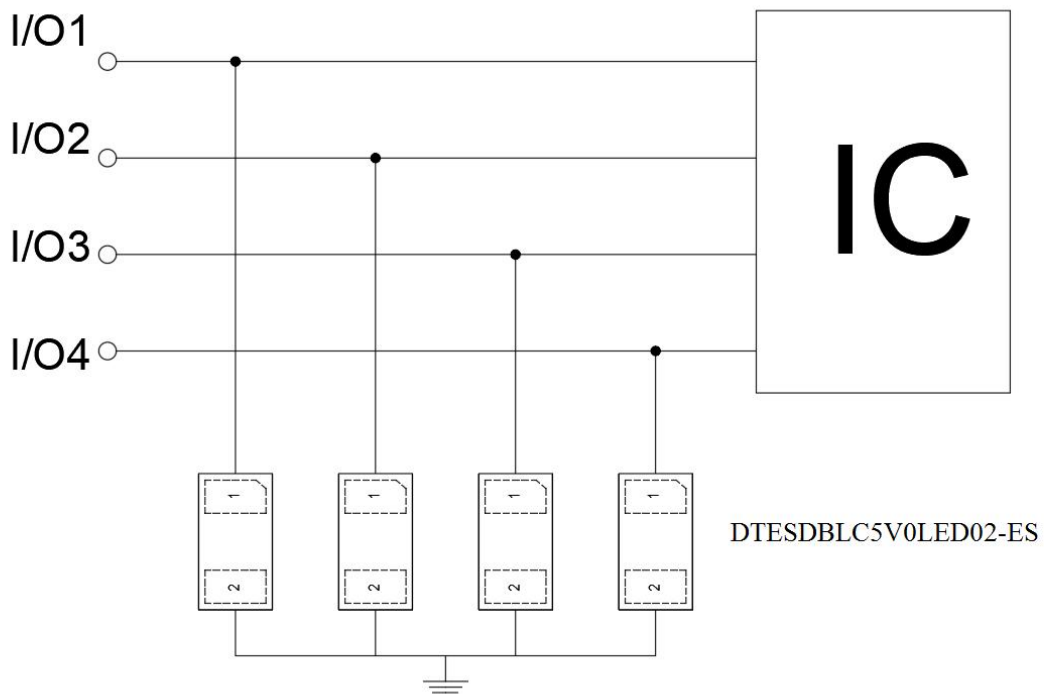 I/O1
I/O2
I/O3
I/O4
IC
1 1 1 1
DTESDBLC5V0LED02-ES
2 2 2 2